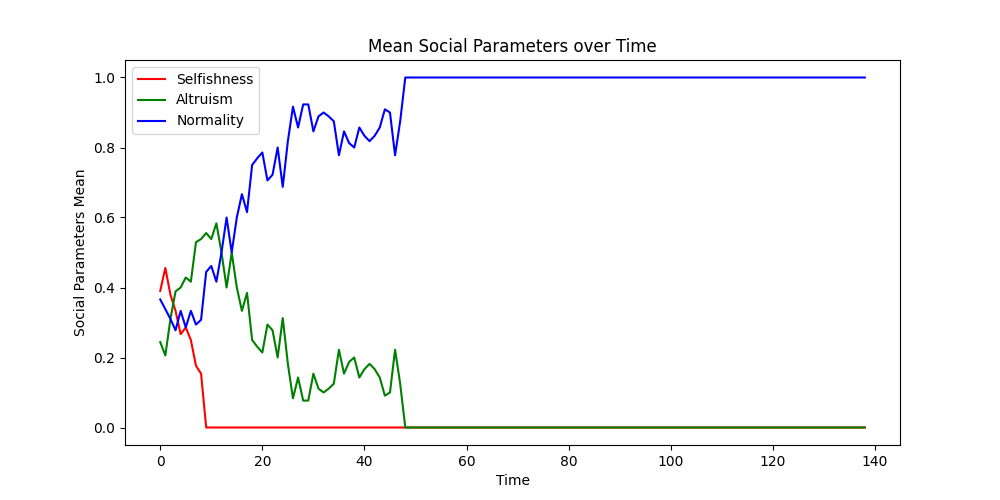 Mean Social Parameters over Time
Selfishness
Altruism
Normality
Social Parameters Mean
1.0
0.8
0.6
0.4
0.2
0.0
0 20 40 60 80 100 120 140
Time